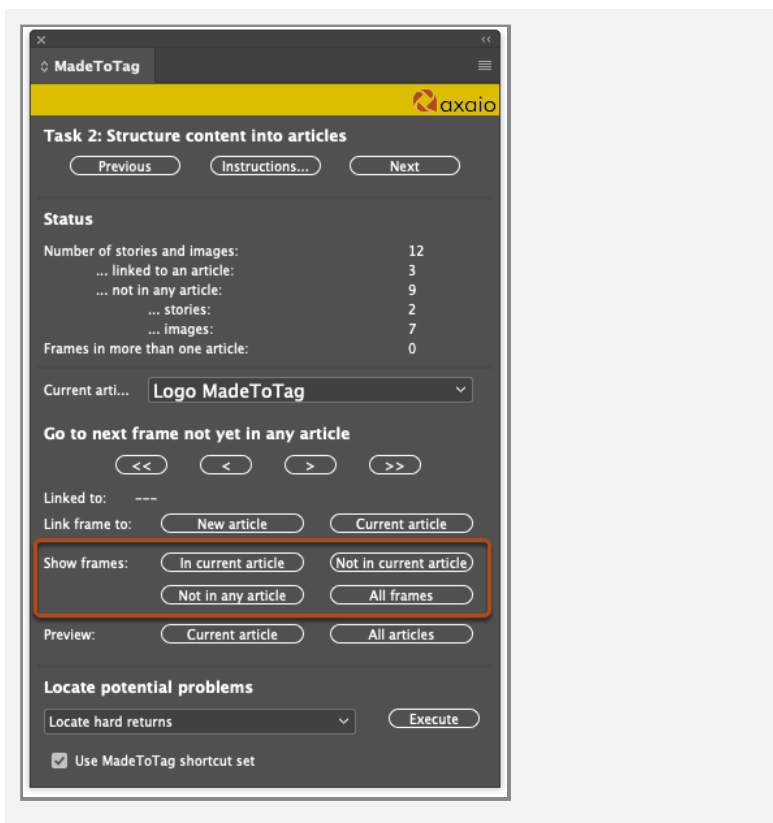 MadeToTag
axaio
Task 2: Structure content into articles
Previous Instructions... Next
Status
Number of stories and images: 12
... linked to an article: 3
... not in any article: 9
... stories: 2
... images: 7
Frames in more than one article: 0
Current arti... Logo MadeToTag
Go to next frame not yet in any article
<< < > >>
Linked to: ---
Link frame to: New article Current article
Show frames: In current article Not in current article
Not in any article All frames
Preview: Current article All articles
Locate potential problems
Locate hard returns Execute
Use MadeToTag shortcut set